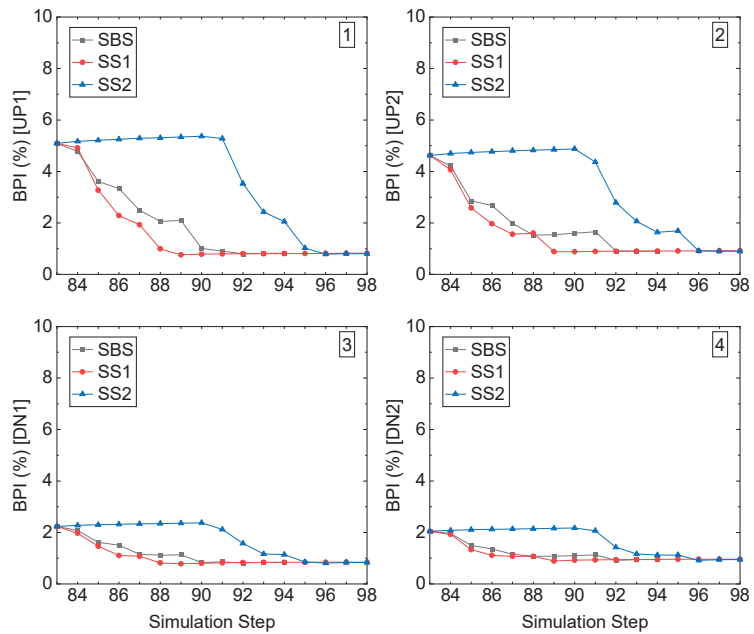 10
8
6
4
2
0
BPI (%) [UP1]
SBS
SS1
SS2
1
84 86 88 90 92 94 96 98
10
8
6
4
2
0
BPI (%) [UP2]
SBS
SS1
SS2
2
84 86 88 90 92 94 96 98
10
8
6
4
2
0
BPI (%) [DN1]
SBS
SS1
SS2
3
84 86 88 90 92 94 96 98
Simulation Step
10
8
6
4
2
0
BPI (%) [DN2]
SBS
SS1
SS2
4
84 86 88 90 92 94 96 98
Simulation Step